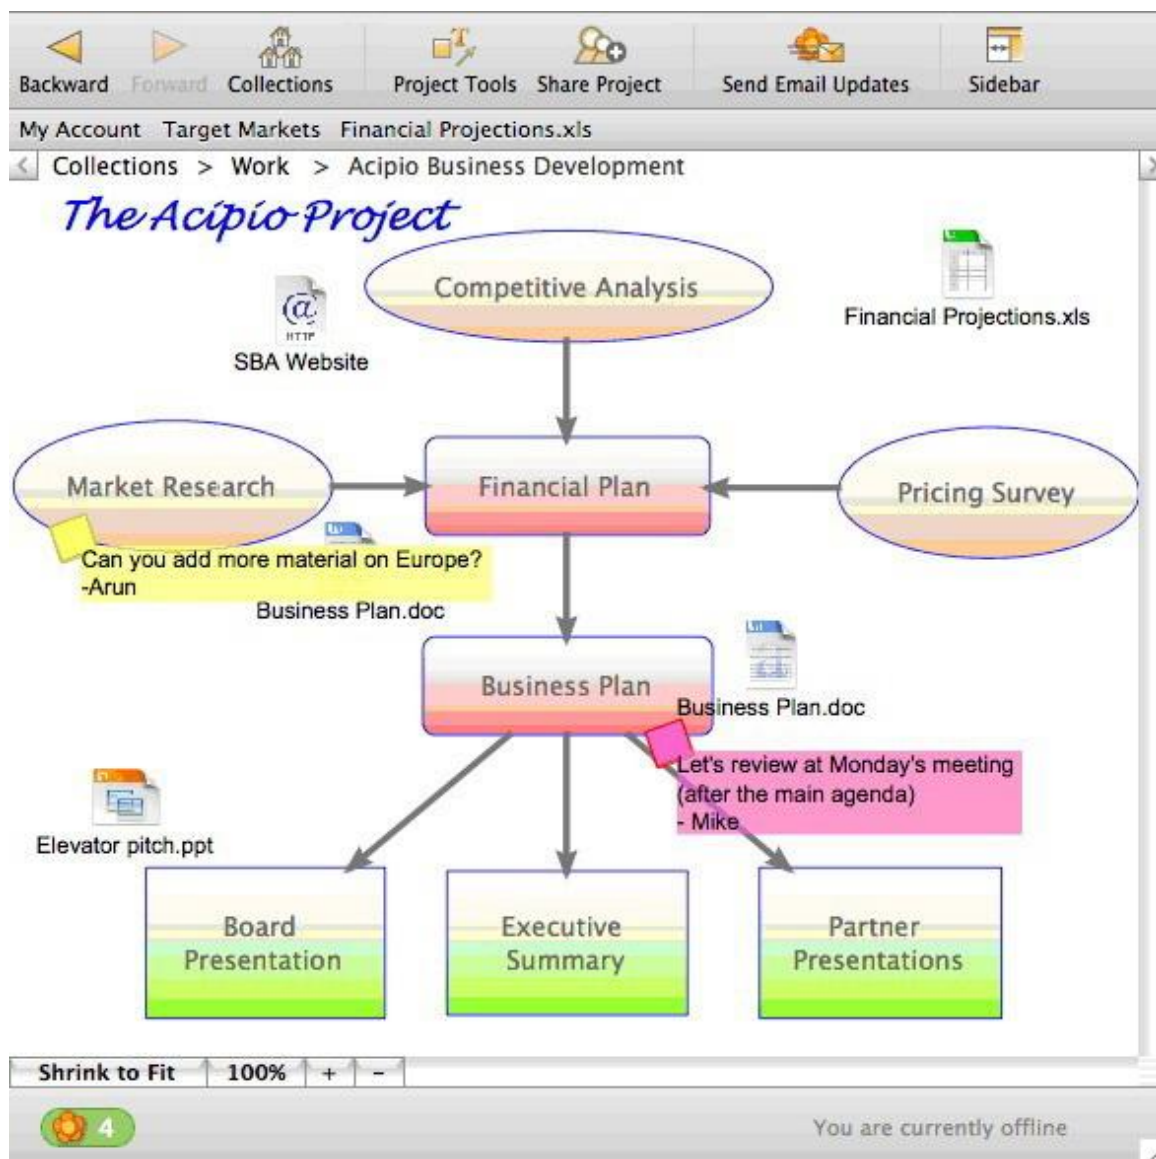 Backward Forward Collections Project Tools Share Project Send Email Updates Sidebar
My Account Target Markets Financial Projections.xls
< Collections > Work > Acipio Business Development >
The Acipio Project
Competitive Analysis
@
HTTP
SBA Website
Financial Projections.xls
Market Research
Financial Plan
Pricing Survey
Can you add more material on Europe?
-Arun
Business Plan.doc
Business Plan
Business Plan.doc
Let's review at Monday's meeting
(after the main agenda)
- Mike
Elevator pitch.ppt
Board
Presentation
Executive
Summary
Partner
Presentations
Shrink to Fit 100% + -
4 You are currently offline